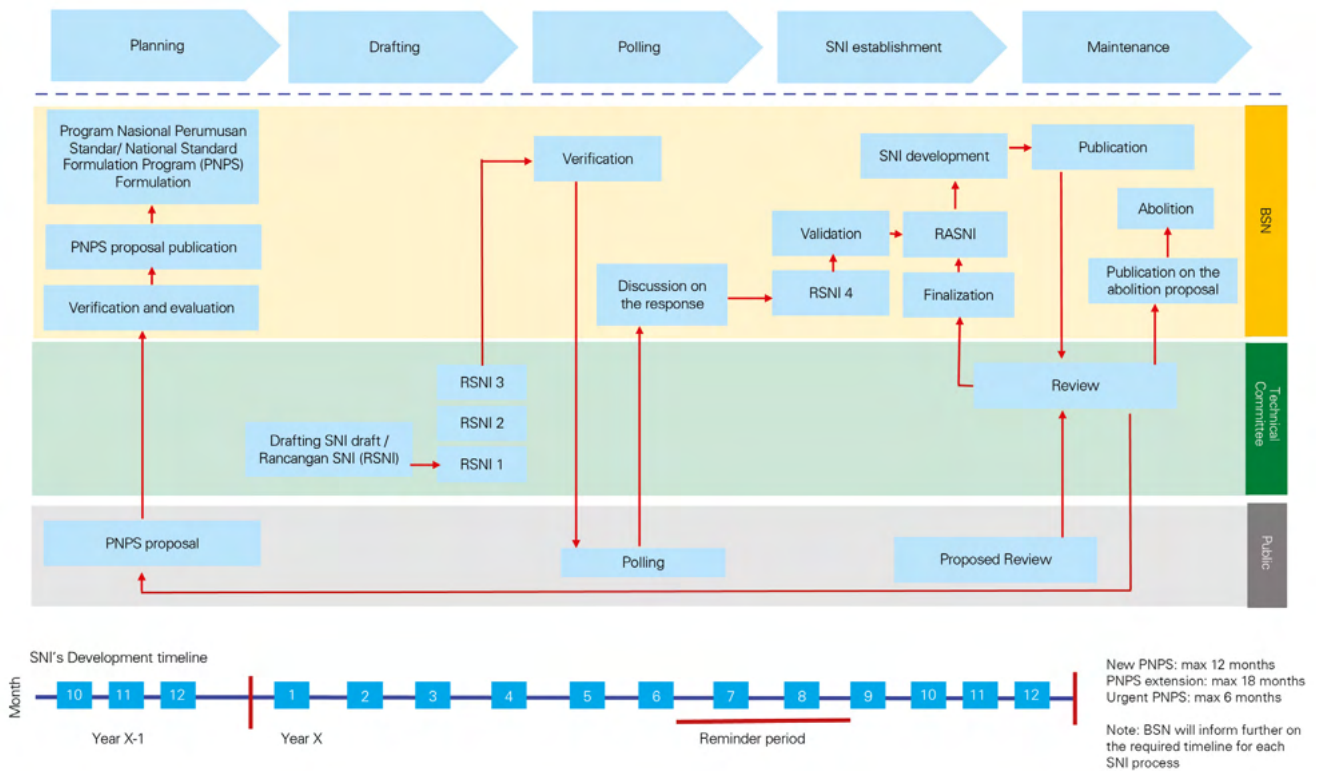 Planning
Drafting
Polling
SNI establishment
Maintenance
Program Nasional Perumusan
Standar/ National Standard
Formulation Program (PNPS)
Formulation
PNPS proposal publication
Verification and evaluation
Verification
Discussion on
the response
Validation
RSNI 4
SNI development
RASNI
Finalization
Publication
Abolition
Publication on the
abolition proposal
BSN
Drafting SNI draft /
Rancangan SNI (RSNI)
RSNI 3
RSNI 2
RSNI 1
Review
Technical
Committee
PNPS proposal
Polling
Proposed Review
Public
SNI's Development timeline
Month
10 11 12 1 2 3 4 5 6 7 8 9 10 11 12
Year X-1
Year X
Reminder period
New PNPS: max 12 months
PNPS extension: max 18 months
Urgent PNPS: max 6 months
Note: BSN will inform further on
the required timeline for each
SNI process